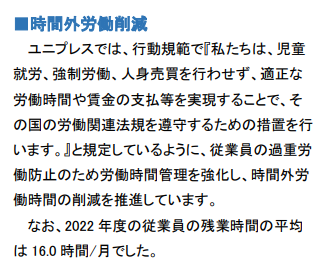 ■時間外労働削減
ユニプレスでは、行動規範で『私たちは、児童
就労、強制労働、人身売買を行わせず、適正な
労働時間や賃金の支払等を実現することで、そ
の国の労働関連法規を遵守するための措置を行
います。』と規定しているように、従業員の過重労
働防止のため労働時間管理を強化し、時間外労
働時間の削減を推進しています。
なお、2022 年度の従業員の残業時間の平均
は 16.0 時間/月でした。